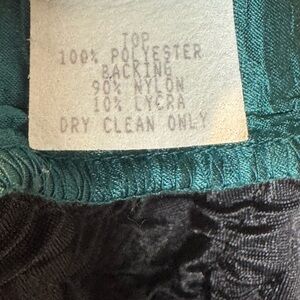 TOP
100% POLYESTER
BACKING
90% NYLON
10% LYCRA
DRY CLEAN ONLY